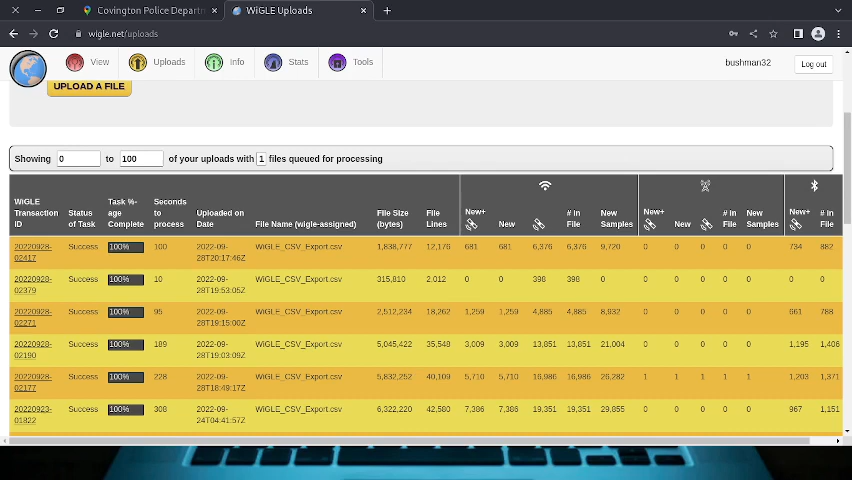 Covington Police Departm
WiGLE Uploads
wigle.net/uploads
View Uploads Info Stats Tools bushman32 Log out
UPLOAD A FILE
Showing 0 to 100 of your uploads with 1 files queued for processing
WiGLE Transaction ID Status of Task Task %-age Complete Seconds to process Uploaded on Date File Name (wigle-assigned) File Size (bytes) File Lines New+ New # in File New Samples New+ New # in File New Samples New+ # in File
20220928-02417 Success 100% 100 2022-09-28T20:17:46Z WiGLE_CSV_Export.csv 1,838,777 12,176 681 681 6,376 6,376 9,720 0 0 0 0 0 734 882
20220928-02379 Success 100% 10 2022-09-28T19:53:05Z WiGLE_CSV_Export.csv 315,810 2,012 0 0 398 398 0 0 0 0 0 0 0 0
20220928-02271 Success 100% 95 2022-09-28T19:15:00Z WiGLE_CSV_Export.csv 2,512,234 18,262 1,259 1,259 4,885 4,885 8,932 0 0 0 0 0 661 788
20220928-02190 Success 100% 189 2022-09-28T19:03:09Z WiGLE_CSV_Export.csv 5,045,422 35,548 3,009 3,009 13,851 13,851 21,004 0 0 0 0 0 1,195 1,406
20220928-02177 Success 100% 228 2022-09-28T18:49:17Z WiGLE_CSV_Export.csv 5,832,252 40,109 5,710 5,710 16,986 16,986 26,282 1 1 1 1 1 1,203 1,371
20220923-01822 Success 100% 308 2022-09-24T04:41:57Z WiGLE_CSV_Export.csv 6,322,220 42,580 7,386 7,386 19,351 19,351 29,855 0 0 0 0 0 967 1,151